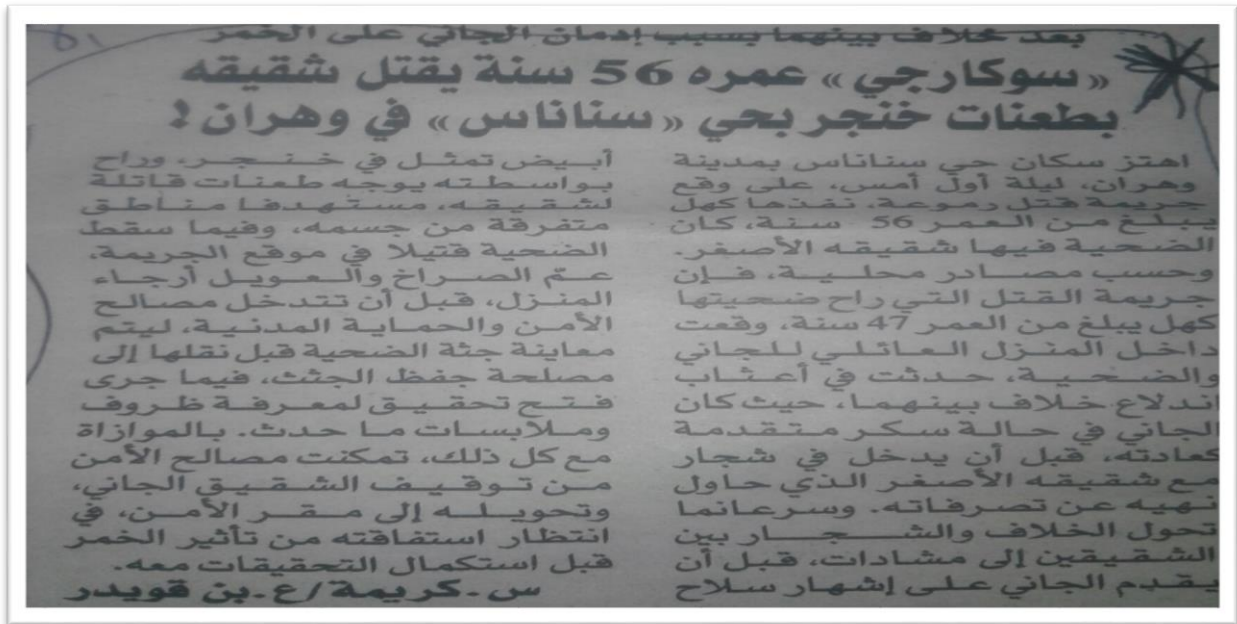 بعد خلاف بينهما بسبب إدمان الجاني على الخمر
«سوكارجي» عمره 56 سنة يقتل شقيقه
بطعنات خنجر بحي «سناناس» في وهران!
اهتز سكان حي سناناس بمدينة
وهران، ليلة أول أمس، على وقع
جريمة قتل رموعة، نفذها كهل
يبلغ من العمر 56 سنة، كان
الضحية فيها شقيقه الأصغر.
وحسب مصادر محلية، فإن
جريمة القتل التي راح ضحيتها
كهل يبلغ من العمر 47 سنة، وقعت
داخل المنزل العائلي للجاني
والضحية، حدثت في أعثاب
اندلاع خلاف بينهما، حيث كان
الجاني في حالة سكر متقدمة
كعادته، قبل أن يدخل في شجار
مع شقيقه الأصغر الذي حاول
نهيه عن تصرفاته. وسرعانما
تحول الخلاف والشجار بين
الشقيقين إلى مشادات، قبل أن
يقدم الجاني على إشهار سلاح
أبيض تمثل في خنجر، وراح
بواسطته يوجه طعنات قاتلة
لشقيقه، مستهدفا مناطق
متفرقة من جسمه، وفيما سقط
الضحية قتيلا في موقع الجريمة،
عم الصراخ والعويل أرجاء
المنزل، قبل أن تتدخل مصالح
الأمن والحماية المدنية، ليتم
معاينة جثة الضحية قبل نقلها إلى
مصلحة جفظ الجثث، فيما جرى
فتح تحقيق لمعرفة ظروف
وملابسات ما حدث. بالموازاة
مع كل ذلك، تمكنت مصالح الأمن
من توقيف الشقيق الجاني،
وتحويله إلى مقر الأمن، في
انتظار استفاقته من تأثير الخمر
قبل استكمال التحقيقات معه.
س.كريمة/ع.بن قويدر